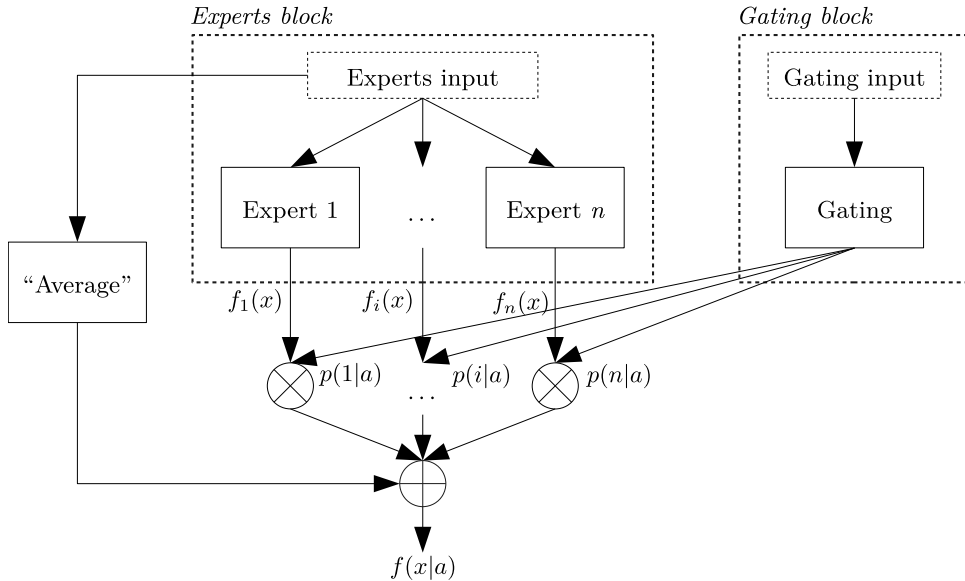 Experts block
Gating block
Experts input
Gating input
Expert 1
...
Expert n
Gating
“Average”
f₁(x)
fᵢ(x)
fₙ(x)
p(1|a)
p(i|a)
p(n|a)
...
f(x|a)